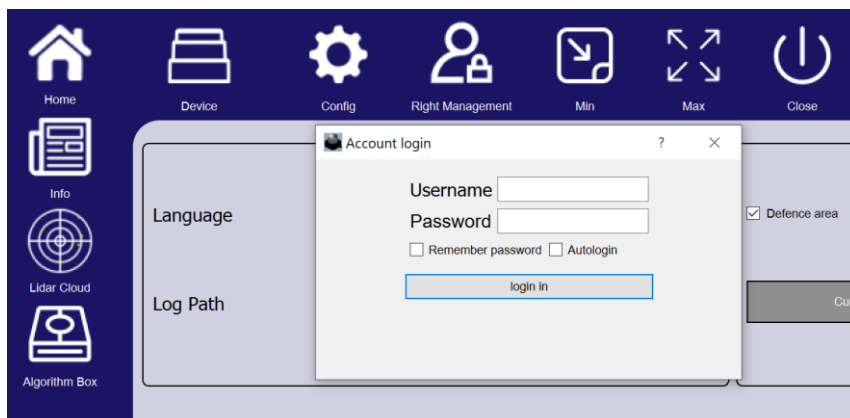 Home
Device
Config
Right Management
Min
Max
Close
Info
Lidar Cloud
Algorithm Box
Account login
?
Username
Password
Remember password
Autologin
login in
Language
Log Path
Defence area
Cu